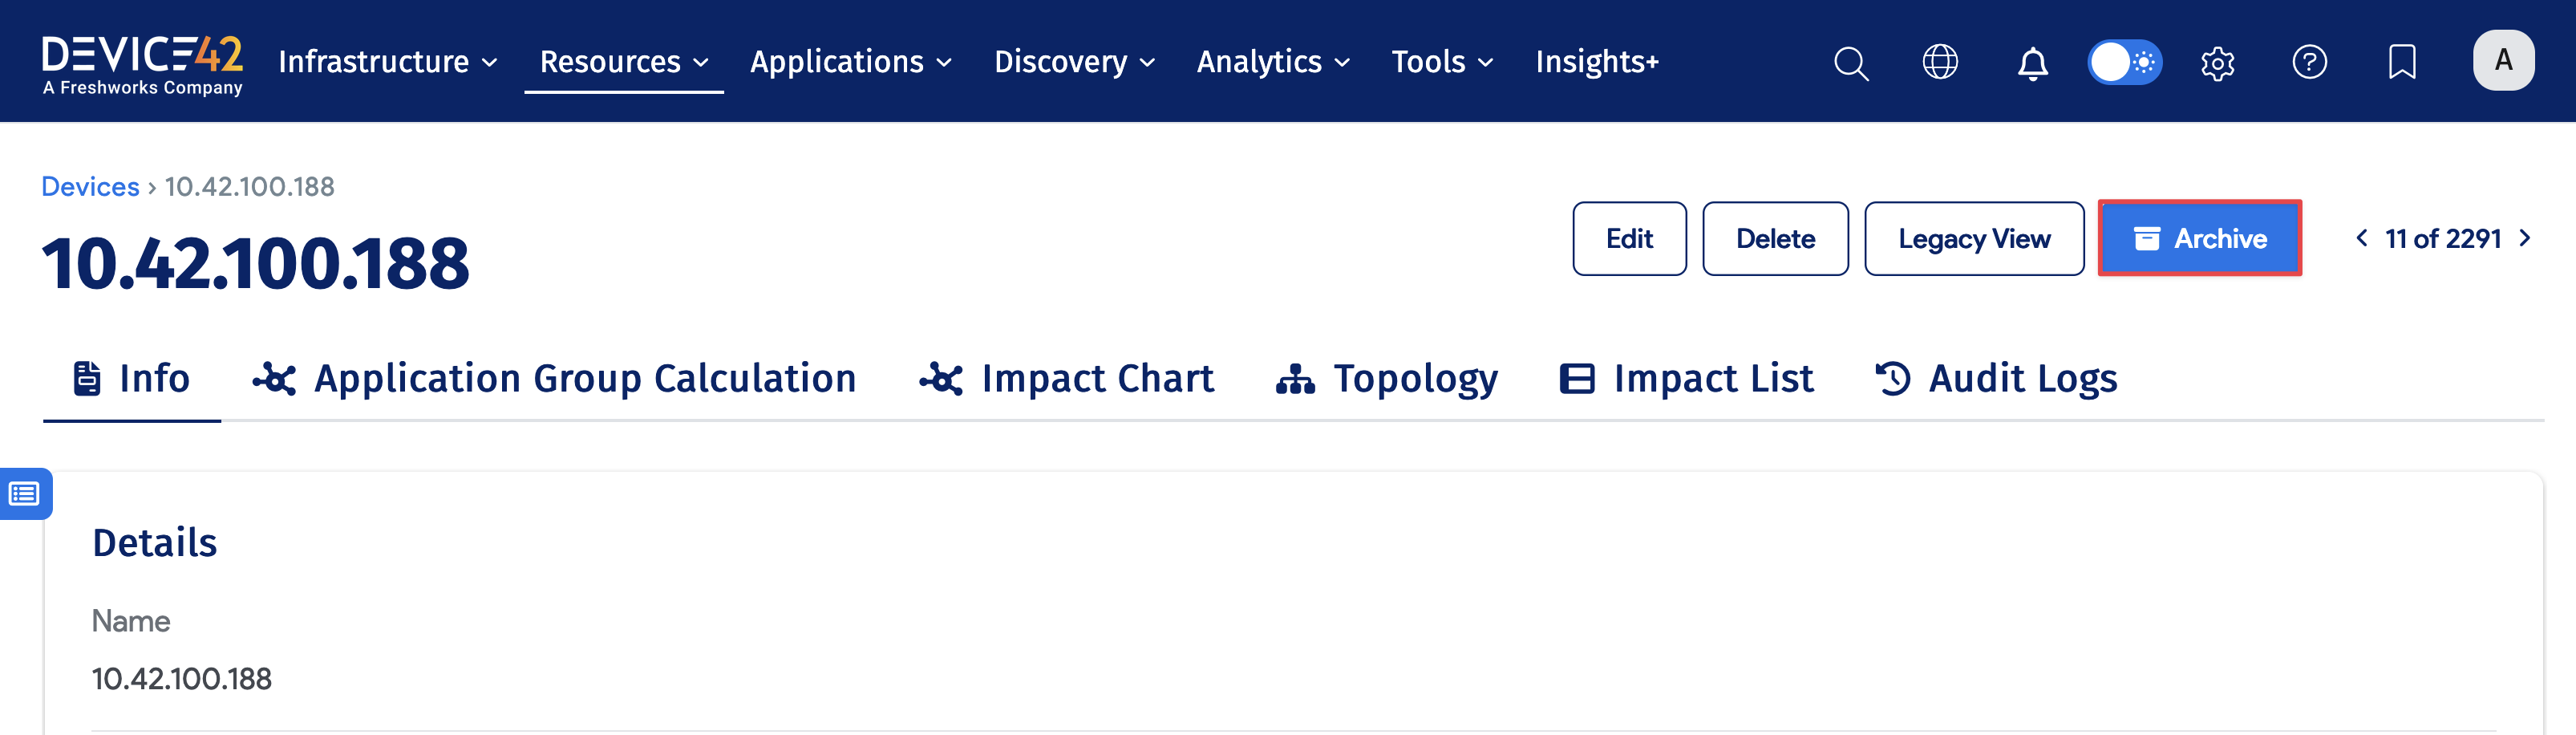 DEVICE42
A Freshworks Company
Infrastructure
Resources
Applications
Discovery
Analytics
Tools
Insights+
A
Devices › 10.42.100.188
10.42.100.188
Edit
Delete
Legacy View
Archive
11 of 2291
Info
Application Group Calculation
Impact Chart
Topology
Impact List
Audit Logs
Details
Name
10.42.100.188